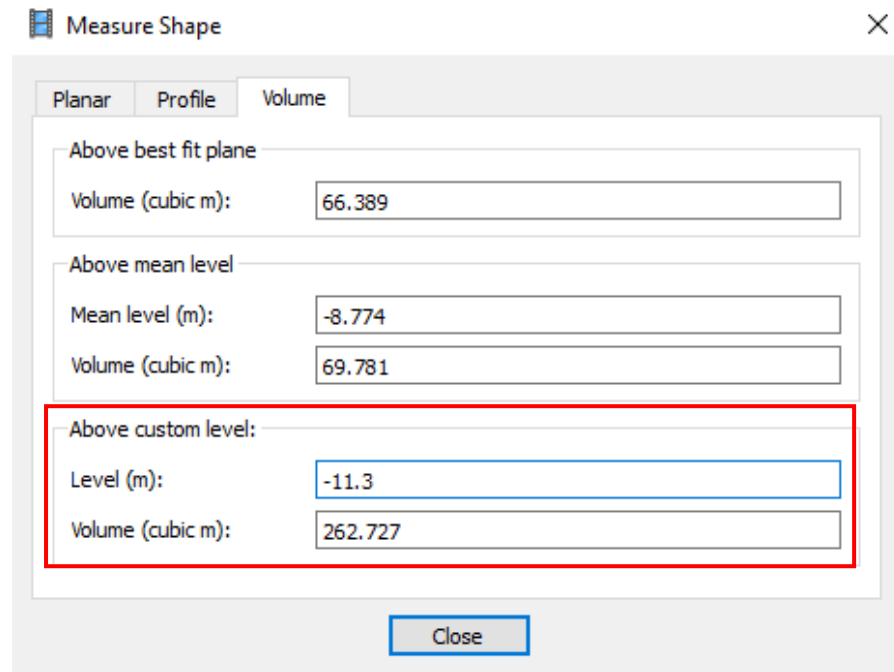 Measure Shape
Planar Profile Volume
Above best fit plane
Volume (cubic m): 66.389
Above mean level
Mean level (m): -8.774
Volume (cubic m): 69.781
Above custom level:
Level (m): -11.3
Volume (cubic m): 262.727
Close